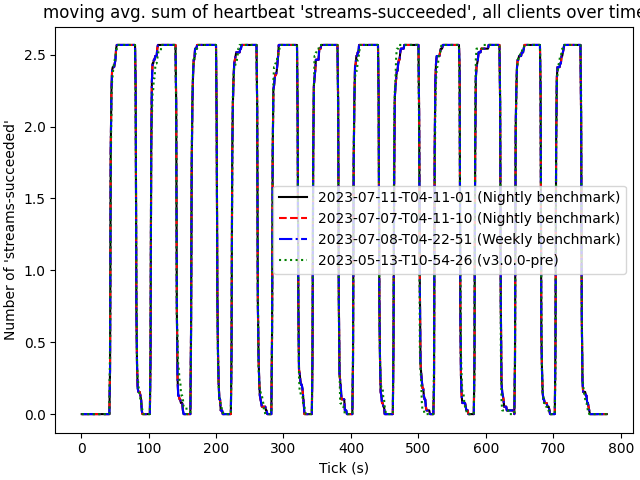 moving avg. sum of heartbeat 'streams-succeeded', all clients over time
2.5
2.0
1.5
1.0
0.5
0.0
Number of 'streams-succeeded'
2023-07-11-T04-11-01 (Nightly benchmark)
2023-07-07-T04-11-10 (Nightly benchmark)
2023-07-08-T04-22-51 (Weekly benchmark)
2023-05-13-T10-54-26 (v3.0.0-pre)
0 100 200 300 400 500 600 700 800
Tick (s)